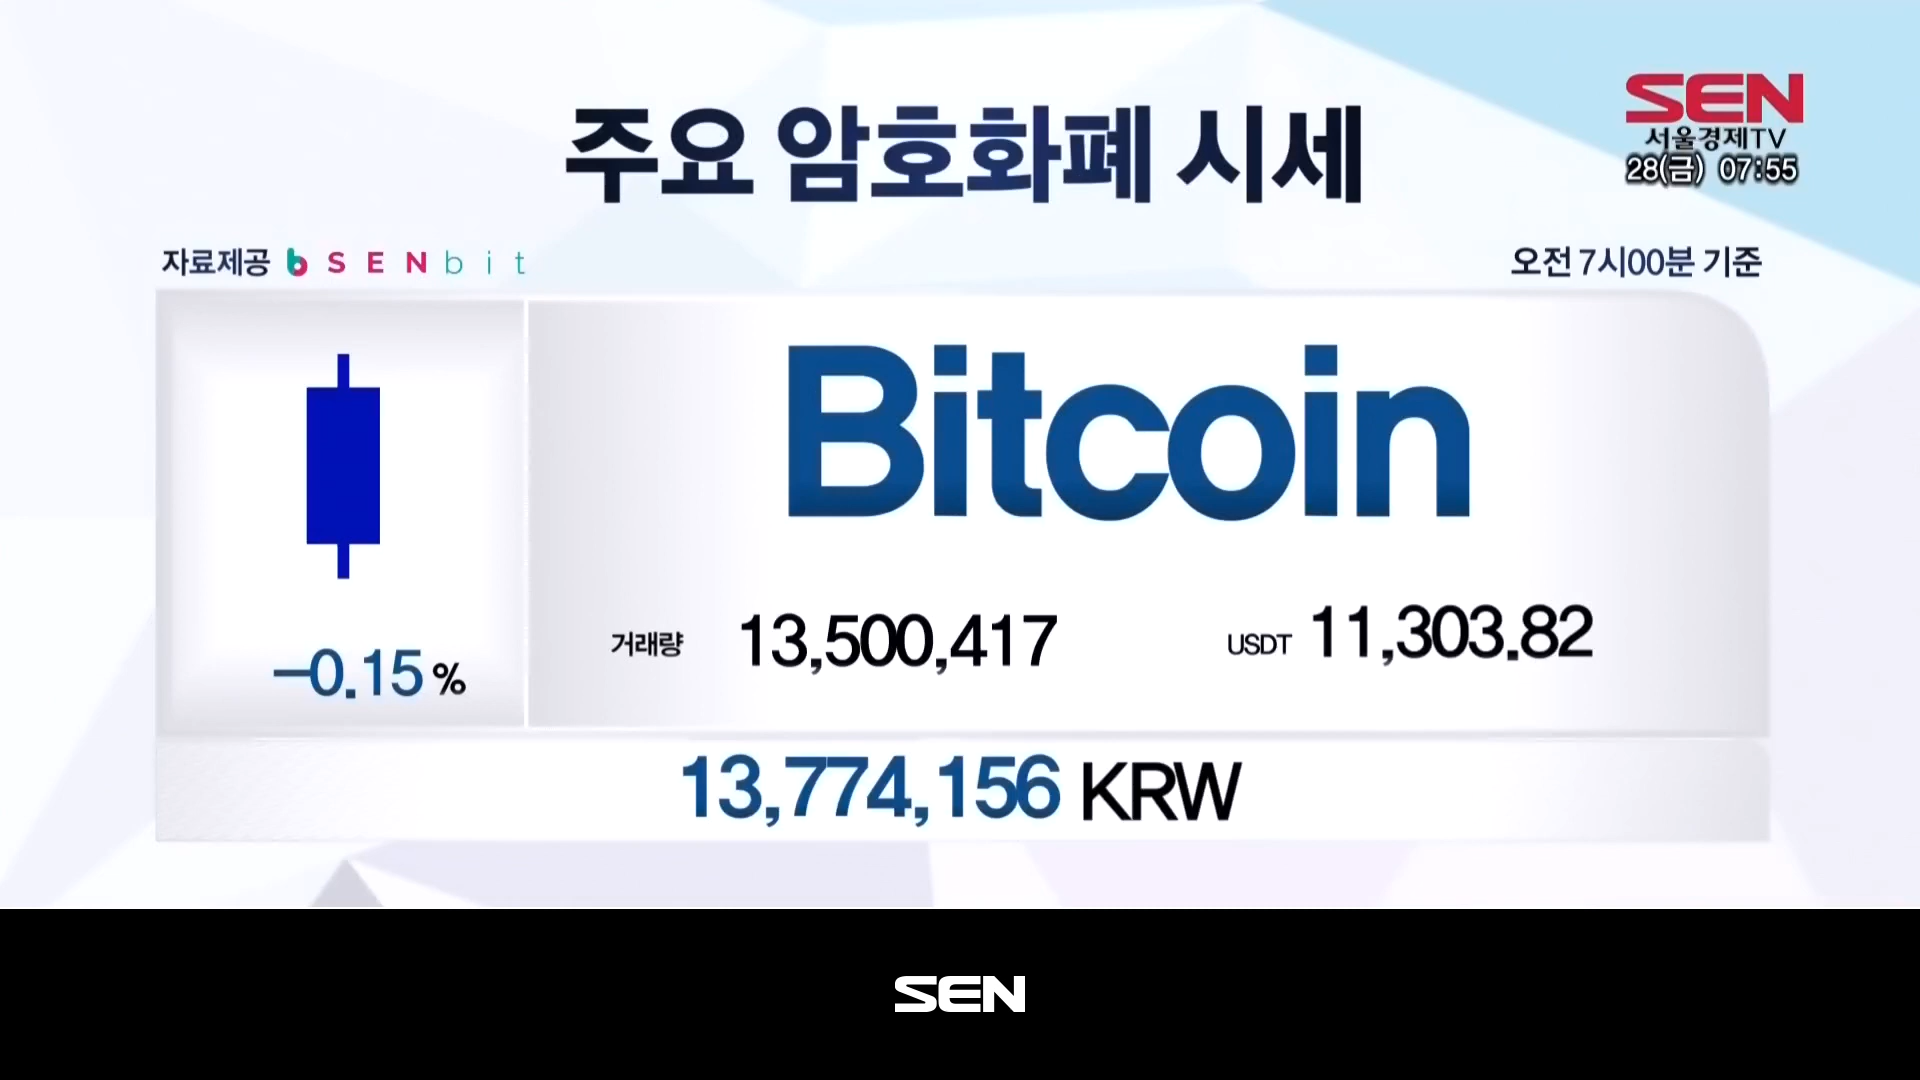 주요 암호화폐 시세
SEN
서울경제TV
28(금) 07:55
자료제공 b SENbit
오전 7시00분 기준
Bitcoin
거래량 13,500,417 USDT 11,303.82
-0.15 %
13,774,156 KRW
SEN